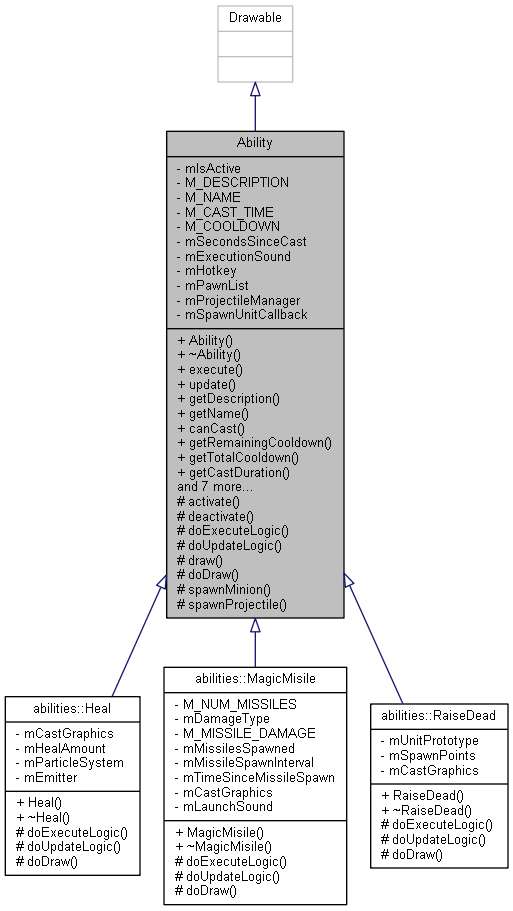 Drawable
Ability
- mIsActive
- M_DESCRIPTION
- M_NAME
- M_CAST_TIME
- M_COOLDOWN
- mSecondsSinceCast
- mExecutionSound
- mHotkey
- mPawnList
- mProjectileManager
- mSpawnUnitCallback
+ Ability()
+ ~Ability()
+ execute()
+ update()
+ getDescription()
+ getName()
+ canCast()
+ getRemainingCooldown()
+ getTotalCooldown()
+ getCastDuration()
and 7 more...
# activate()
# deactivate()
# doExecuteLogic()
# doUpdateLogic()
# draw()
# doDraw()
# spawnMinion()
# spawnProjectile()
abilities::Heal
- mCastGraphics
- mHealAmount
- mParticleSystem
- mEmitter
+ Heal()
+ ~Heal()
# doExecuteLogic()
# doUpdateLogic()
# doDraw()
abilities::MagicMisile
- M_NUM_MISSILES
- mDamageType
- M_MISSILE_DAMAGE
- mMissilesSpawned
- mMissileSpawnInterval
- mTimeSinceMissileSpawn
- mCastGraphics
- mLaunchSound
+ MagicMisile()
+ ~MagicMisile()
# doExecuteLogic()
# doUpdateLogic()
# doDraw()
abilities::RaiseDead
- mUnitPrototype
- mSpawnPoints
- mCastGraphics
+ RaiseDead()
+ ~RaiseDead()
# doExecuteLogic()
# doUpdateLogic()
# doDraw()